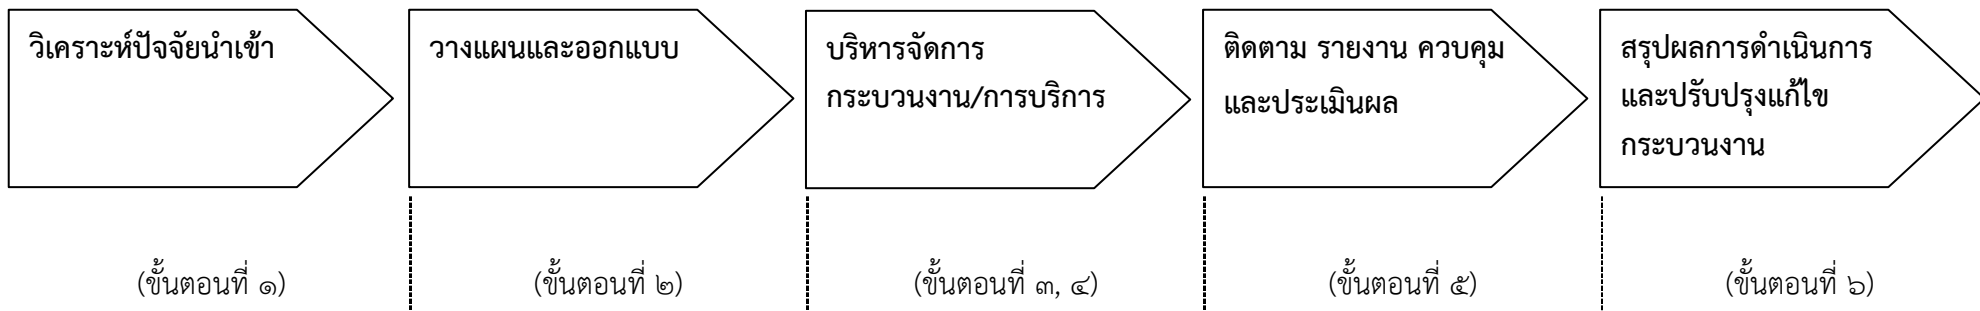 วิเคราะห์ปัจจัยนำเข้า
วางแผนและออกแบบ
บริหารจัดการ
กระบวนงาน/การบริการ
ติดตาม รายงาน ควบคุม
และประเมินผล
สรุปผลการดำเนินการ
และปรับปรุงแก้ไข
กระบวนงาน
(ขั้นตอนที่ ๑)
(ขั้นตอนที่ ๒)
(ขั้นตอนที่ ๓, ๔)
(ขั้นตอนที่ ๕)
(ขั้นตอนที่ ๖)